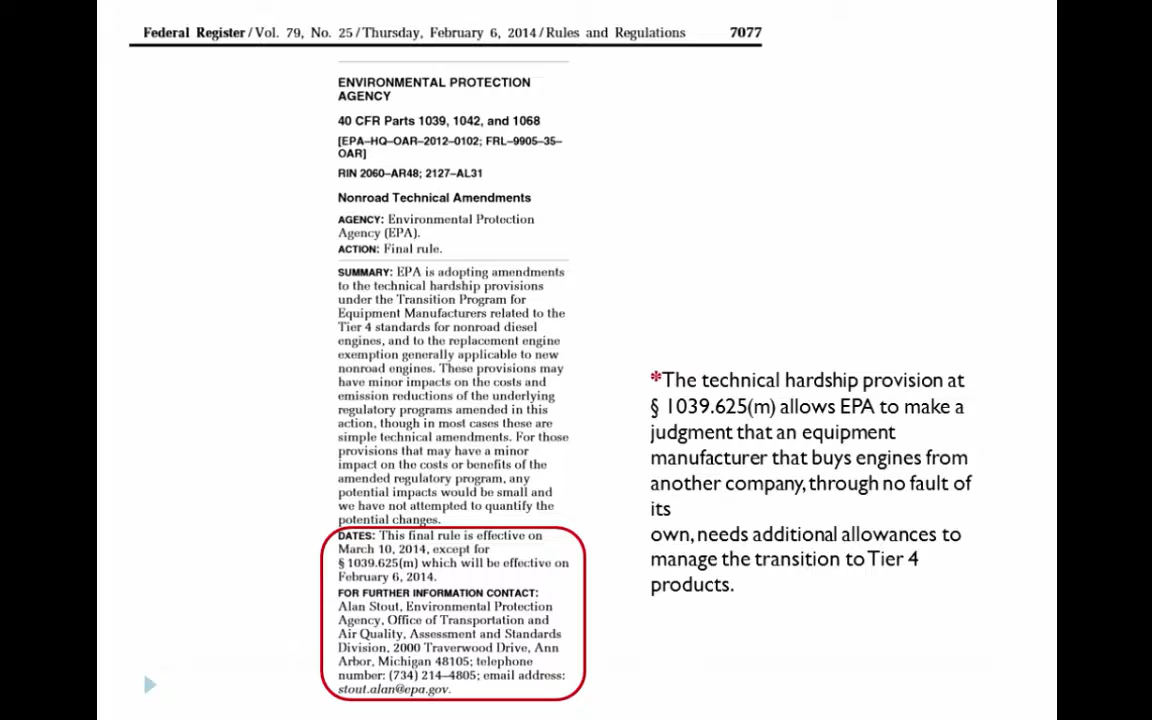 Federal Register / Vol. 79, No. 25 / Thursday, February 6, 2014 / Rules and Regulations 7077
ENVIRONMENTAL PROTECTION
AGENCY
40 CFR Parts 1039, 1042, and 1068
[EPA–HQ–OAR–2012–0102; FRL–9905–35–
OAR]
RIN 2060–AR48; 2127–AL31
Nonroad Technical Amendments
AGENCY: Environmental Protection
Agency (EPA).
ACTION: Final rule.
SUMMARY: EPA is adopting amendments
to the technical hardship provisions
under the Transition Program for
Equipment Manufacturers related to the
Tier 4 standards for nonroad diesel
engines, and to the replacement engine
exemption generally applicable to new
nonroad engines. These provisions may
have minor impacts on the costs and
emission reductions of the underlying
regulatory programs amended in this
action, though in most cases these are
simple technical amendments. For those
provisions that may have a minor
impact on the costs or benefits of the
amended regulatory program, any
potential impacts would be small and
we have not attempted to quantify the
potential changes.
DATES: This final rule is effective on
March 10, 2014, except for
§ 1039.625(m) which will be effective on
February 6, 2014.
FOR FURTHER INFORMATION CONTACT:
Alan Stout, Environmental Protection
Agency, Office of Transportation and
Air Quality, Assessment and Standards
Division, 2000 Traverwood Drive, Ann
Arbor, Michigan 48105; telephone
number: (734) 214–4805; email address:
stout.alan@epa.gov.
*The technical hardship provision at
§ 1039.625(m) allows EPA to make a
judgment that an equipment
manufacturer that buys engines from
another company, through no fault of
its
own, needs additional allowances to
manage the transition to Tier 4
products.